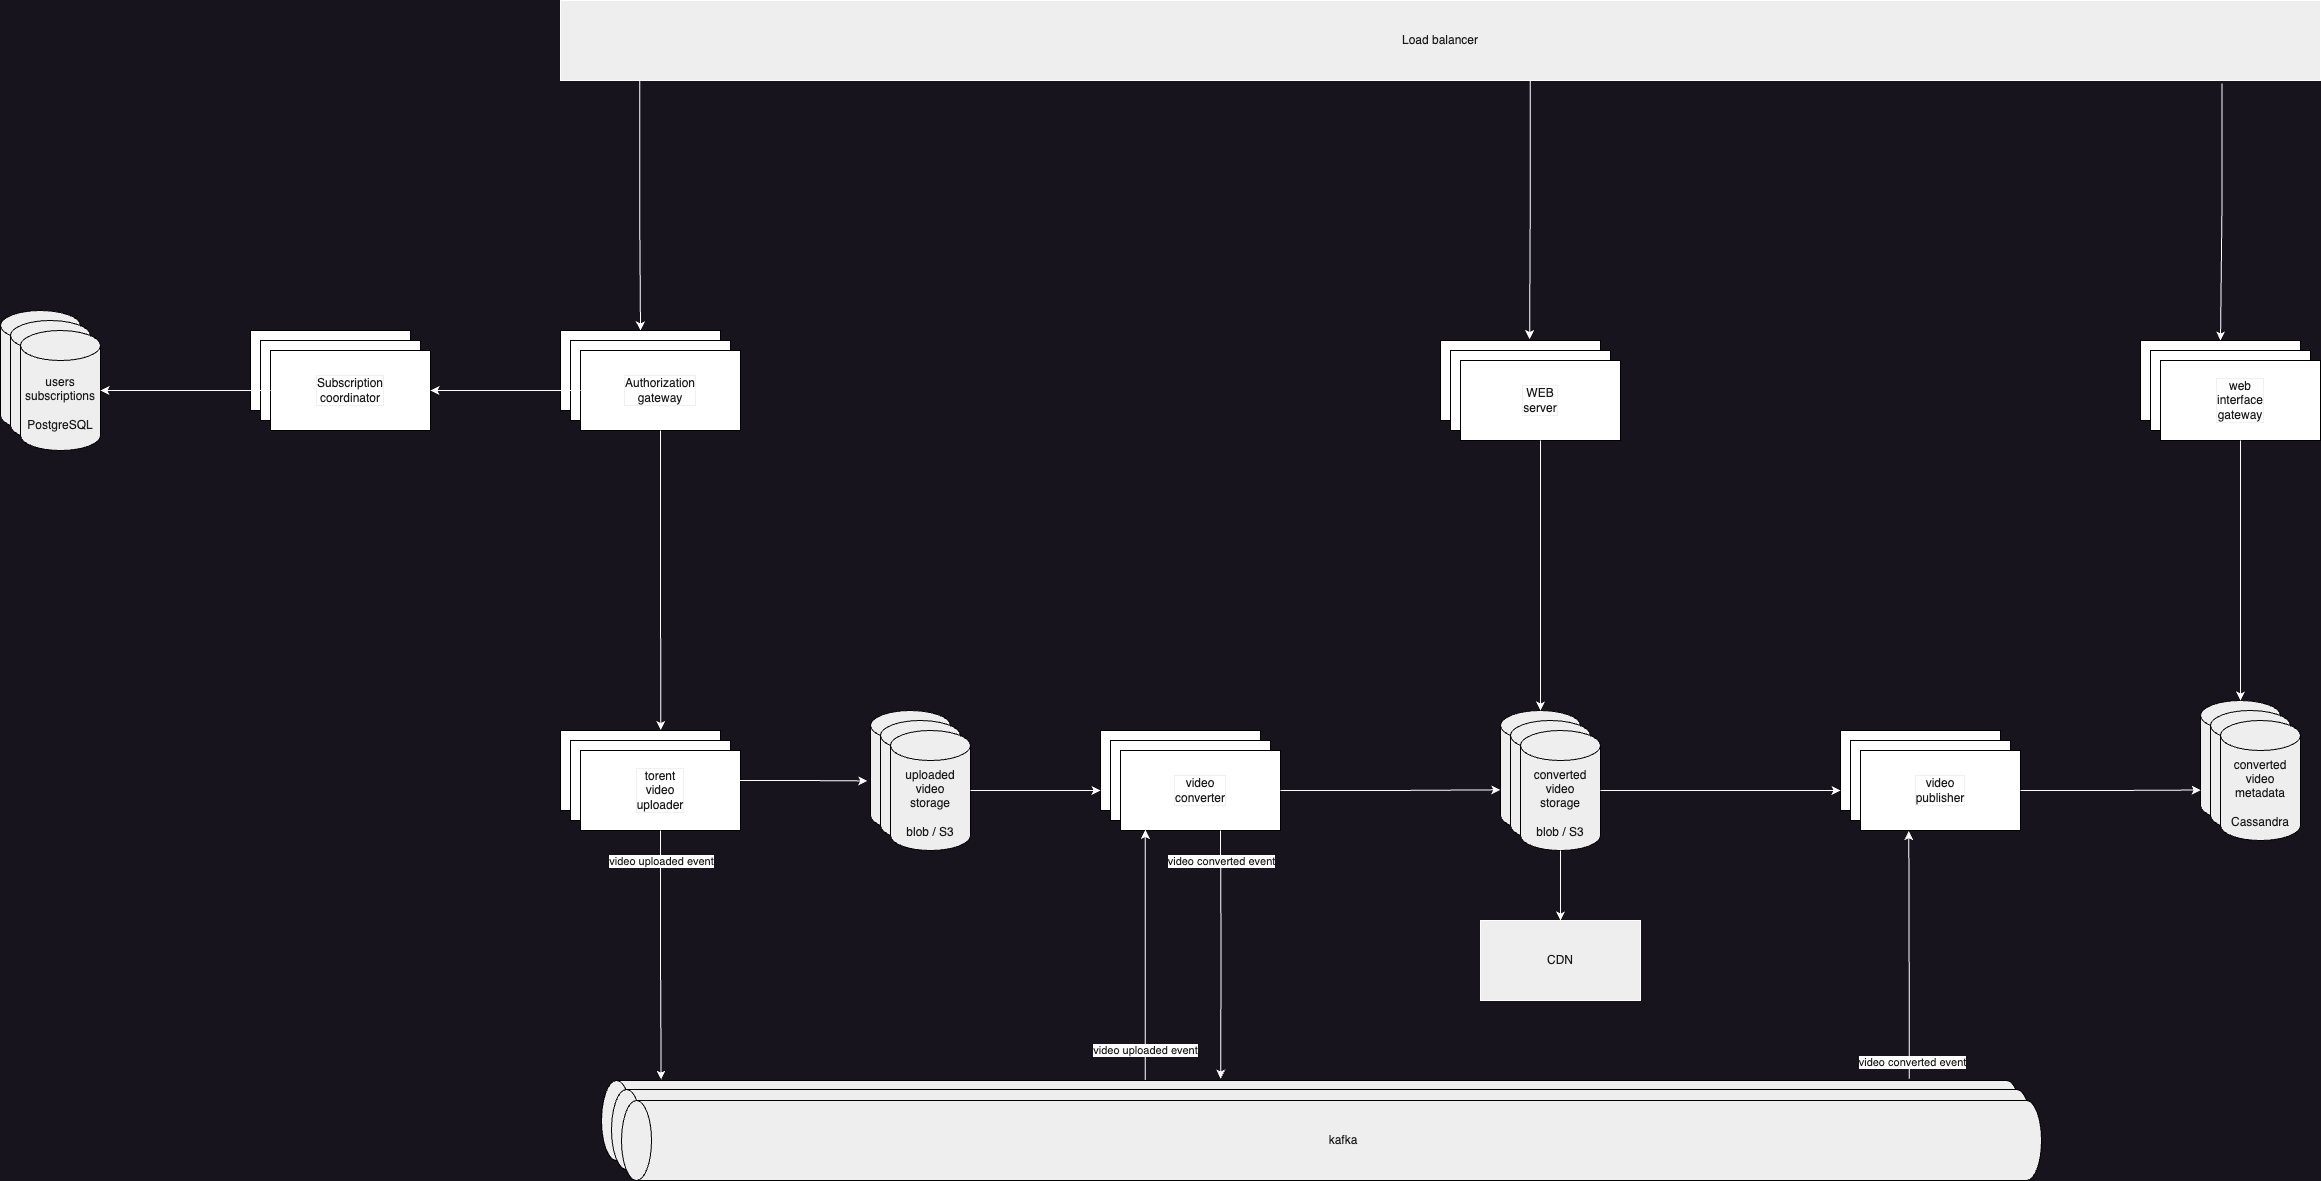 Load balancer
users
subscriptions
PostgreSQL
Subscription
coordinator
Authorization
gateway
WEB
server
web
interface
gateway
torent
video
uploader
uploaded
video
storage
blob / S3
video
converter
converted
video
storage
blob / S3
video
publisher
converted
video
metadata
Cassandra
video uploaded event
video converted event
CDN
video uploaded event
video converted event
kafka